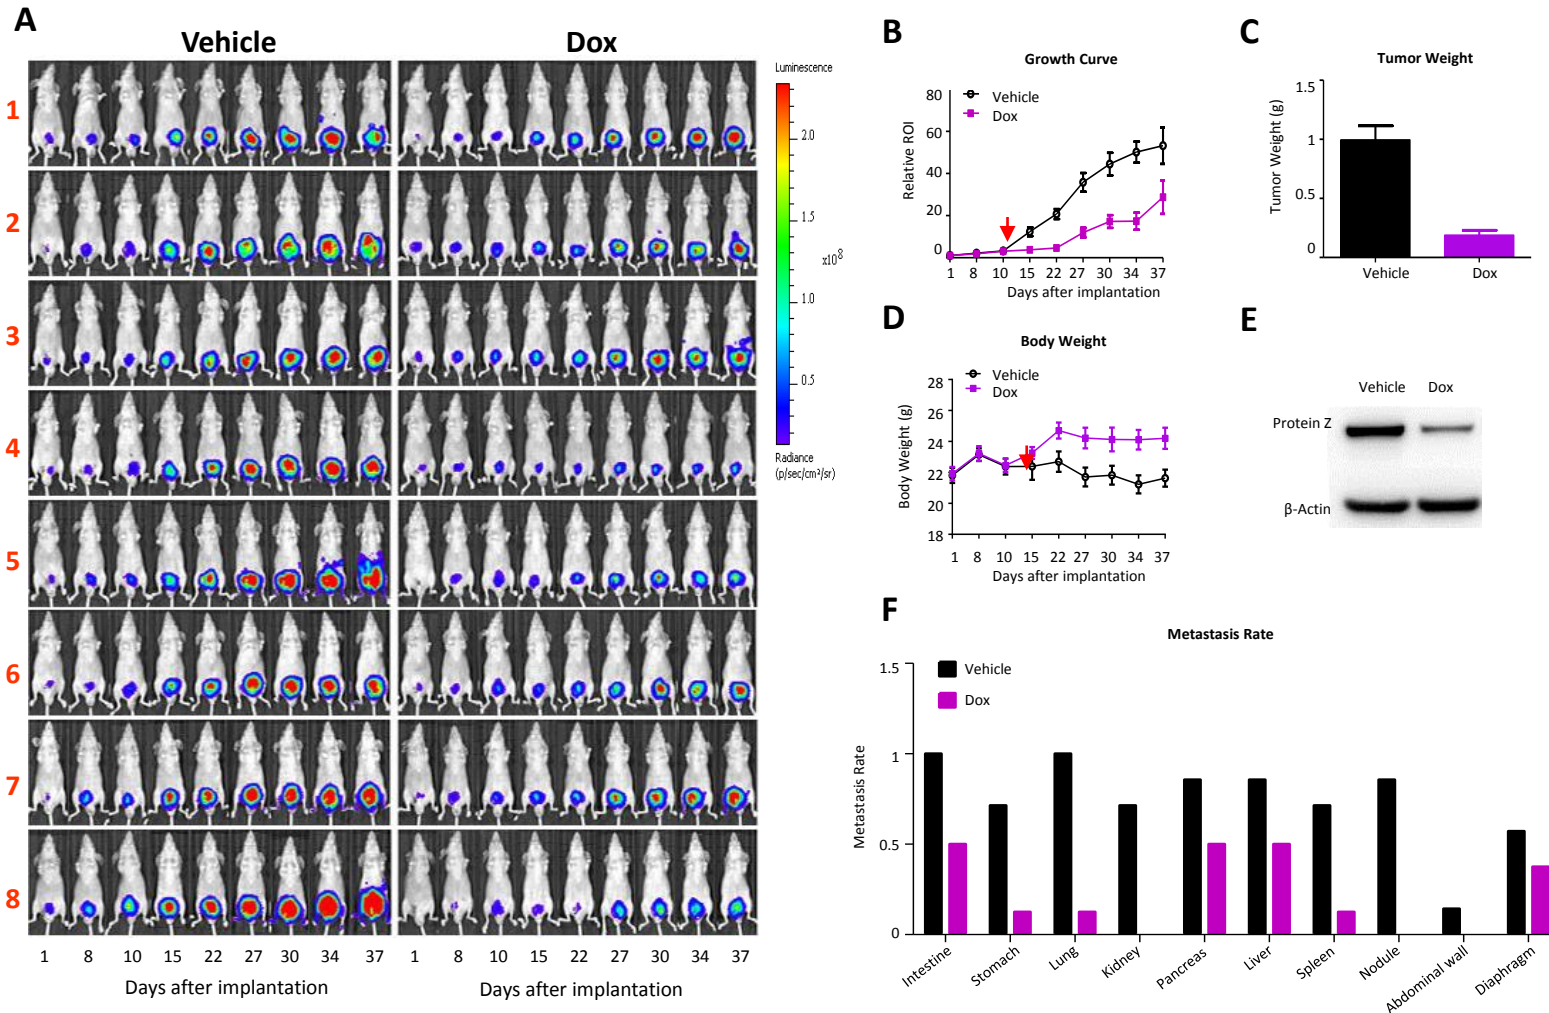 A
Vehicle
Dox
1
2
3
4
5
6
7
8
1 8 10 15 22 27 30 34 37
Days after implantation
1 8 10 15 22 27 30 34 37
Days after implantation
Luminescence
2.0
1.5
x10⁸
1.0
0.5
Radiance
(p/sec/cm²/sr)
B
Growth Curve
Vehicle
Dox
Relative ROI
80
60
40
20
0
1 8 10 15 22 27 30 34 37
Days after implantation
C
Tumor Weight
Tumor Weight (g)
1.5
1
0.5
0
Vehicle Dox
D
Body Weight
Vehicle
Dox
Body Weight (g)
28
26
24
22
20
18
1 8 10 15 22 27 30 34 37
Days after implantation
E
Vehicle Dox
Protein Z
β-Actin
F
Metastasis Rate
Vehicle
Dox
Metastasis Rate
1.5
1
0.5
0
Intestine
Stomach
Lung
Kidney
Pancreas
Liver
Spleen
Nodule
Abdominal wall
Diaphragm